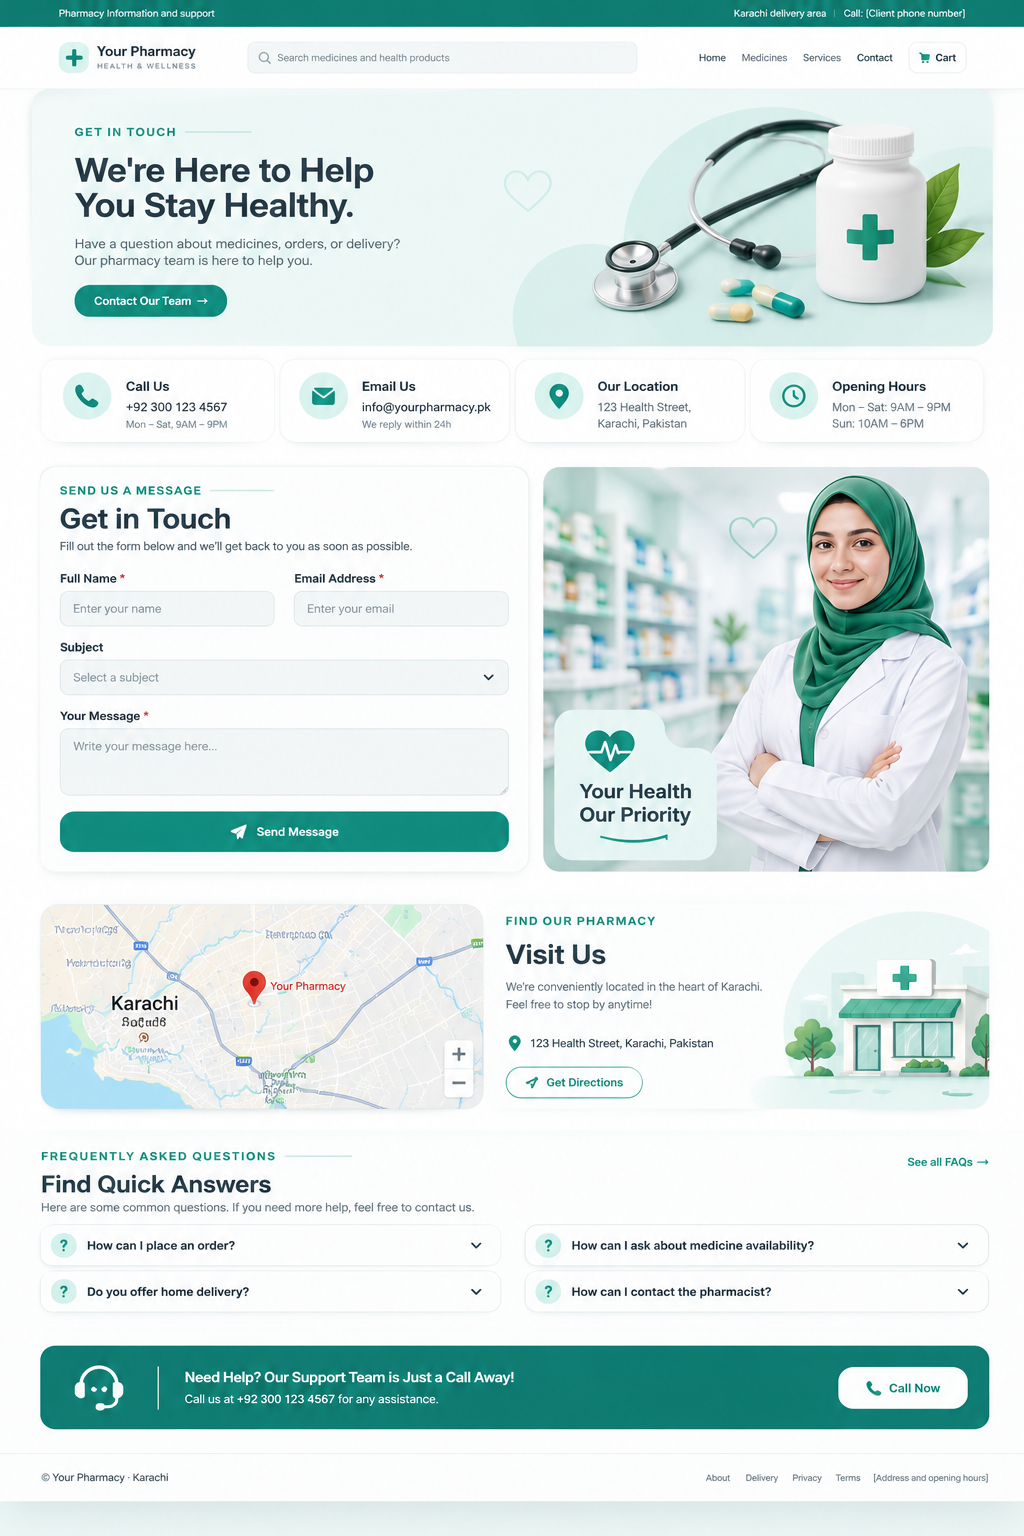 Pharmacy Information and support
Karachi delivery area | Call: [Client phone number]
Your Pharmacy
HEALTH & WELLNESS
Search medicines and health products
Home Medicines Services Contact Cart
GET IN TOUCH
We're Here to Help
You Stay Healthy.
Have a question about medicines, orders, or delivery?
Our pharmacy team is here to help you.
Contact Our Team →
Call Us
+92 300 123 4567
Mon – Sat, 9AM – 9PM
Email Us
info@yourpharmacy.pk
We reply within 24h
Our Location
123 Health Street,
Karachi, Pakistan
Opening Hours
Mon – Sat: 9AM – 9PM
Sun: 10AM – 6PM
SEND US A MESSAGE
Get in Touch
Fill out the form below and we'll get back to you as soon as possible.
Full Name *
Email Address *
Enter your name
Enter your email
Subject
Select a subject
Your Message *
Write your message here...
Send Message
Your Health
Our Priority
Your Pharmacy
Karachi
FIND OUR PHARMACY
Visit Us
We're conveniently located in the heart of Karachi.
Feel free to stop by anytime!
123 Health Street, Karachi, Pakistan
Get Directions
FREQUENTLY ASKED QUESTIONS
See all FAQs →
Find Quick Answers
Here are some common questions. If you need more help, feel free to contact us.
? How can I place an order?
? How can I ask about medicine availability?
? Do you offer home delivery?
? How can I contact the pharmacist?
Need Help? Our Support Team is Just a Call Away!
Call us at +92 300 123 4567 for any assistance.
Call Now
© Your Pharmacy · Karachi
About Delivery Privacy Terms [Address and opening hours]